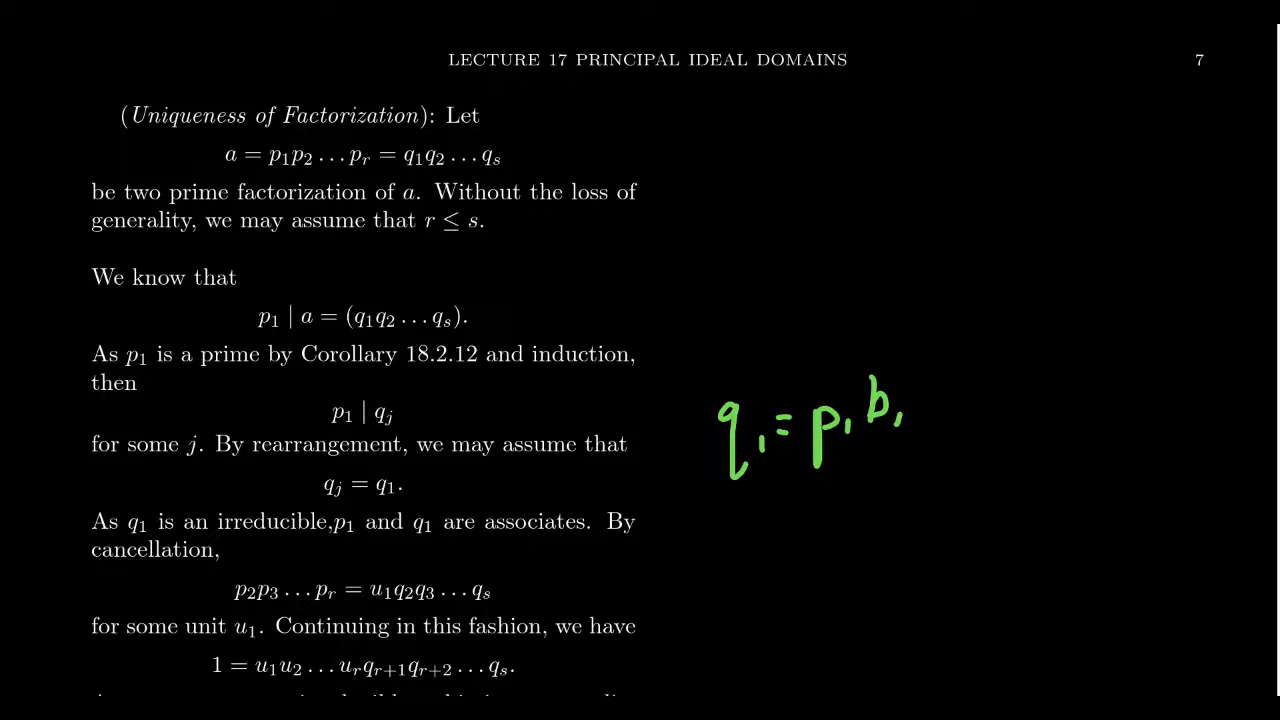 LECTURE 17 PRINCIPAL IDEAL DOMAINS 7
(Uniqueness of Factorization): Let
a = p₁p₂ . . . pᵣ = q₁q₂ . . . qₛ
be two prime factorization of a. Without the loss of
generality, we may assume that r ≤ s.
We know that
p₁ | a = (q₁q₂ . . . qₛ).
As p₁ is a prime by Corollary 18.2.12 and induction,
then
p₁ | qⱼ
for some j. By rearrangement, we may assume that
qⱼ = q₁.
As q₁ is an irreducible,p₁ and q₁ are associates. By
cancellation,
p₂p₃ . . . pᵣ = u₁q₂q₃ . . . qₛ
for some unit u₁. Continuing in this fashion, we have
1 = u₁u₂ . . . uᵣqᵣ₊₁qᵣ₊₂ . . . qₛ.
q₁ = p₁ b₁